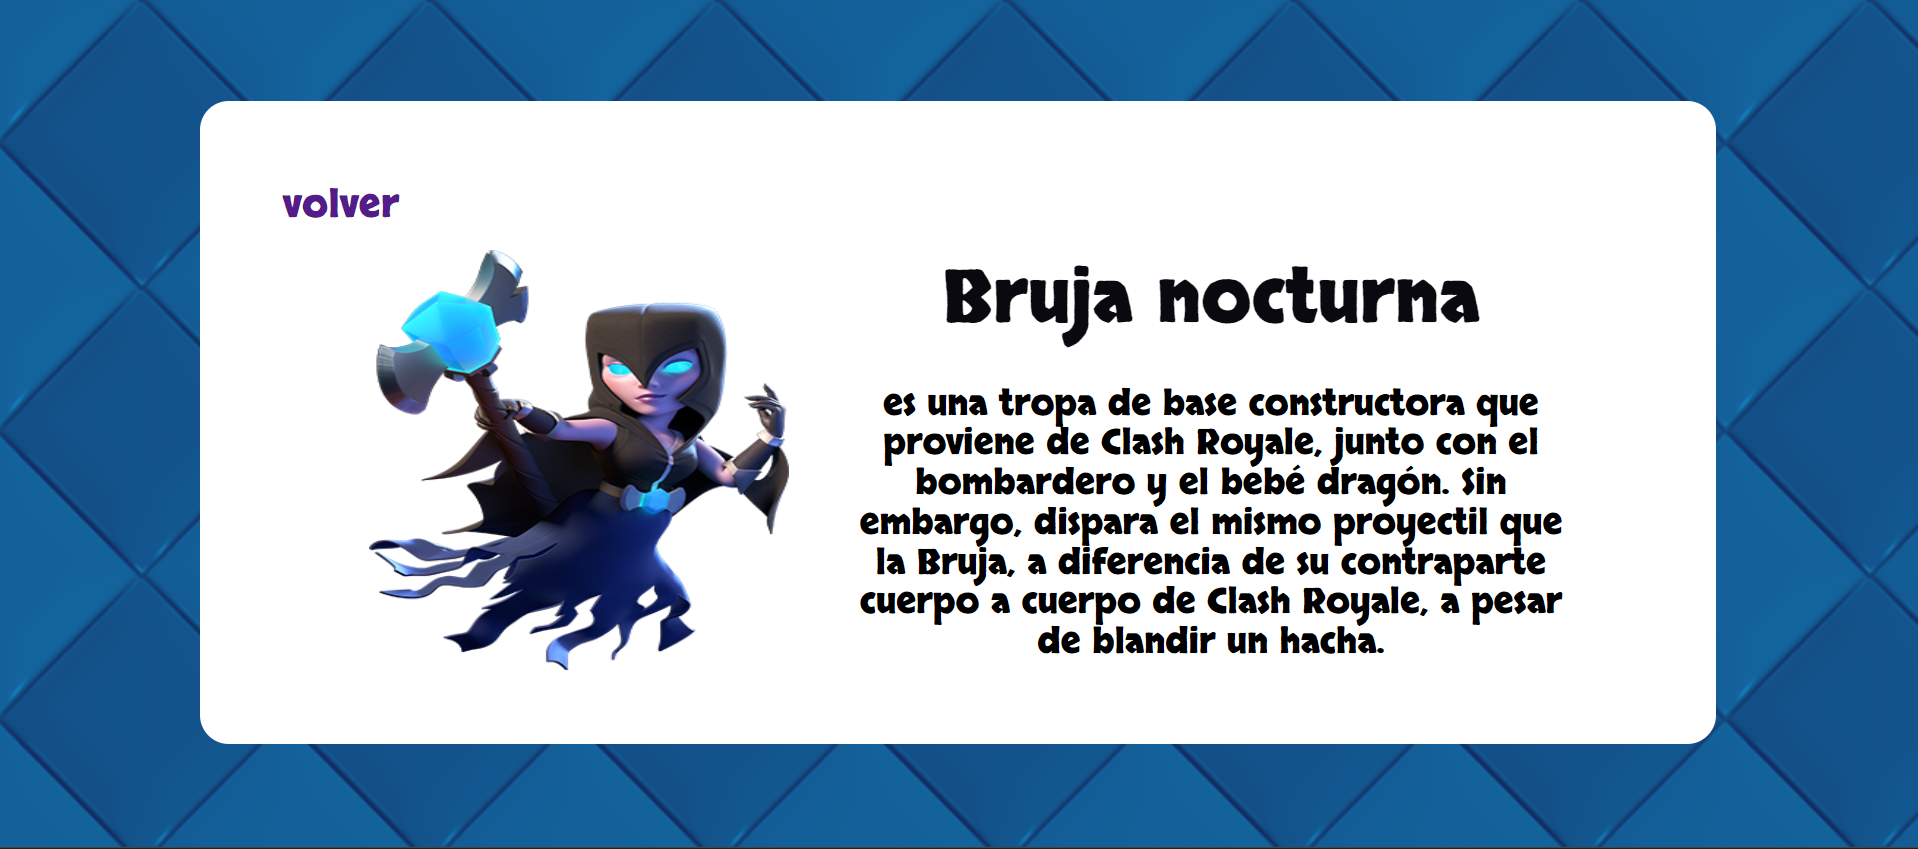 volver
Bruja nocturna
es una tropa de base constructora que
proviene de Clash Royale, junto con el
bombardero y el bebé dragón. Sin
embargo, dispara el mismo proyectil que
la Bruja, a diferencia de su contraparte
cuerpo a cuerpo de Clash Royale, a pesar
de blandir un hacha.